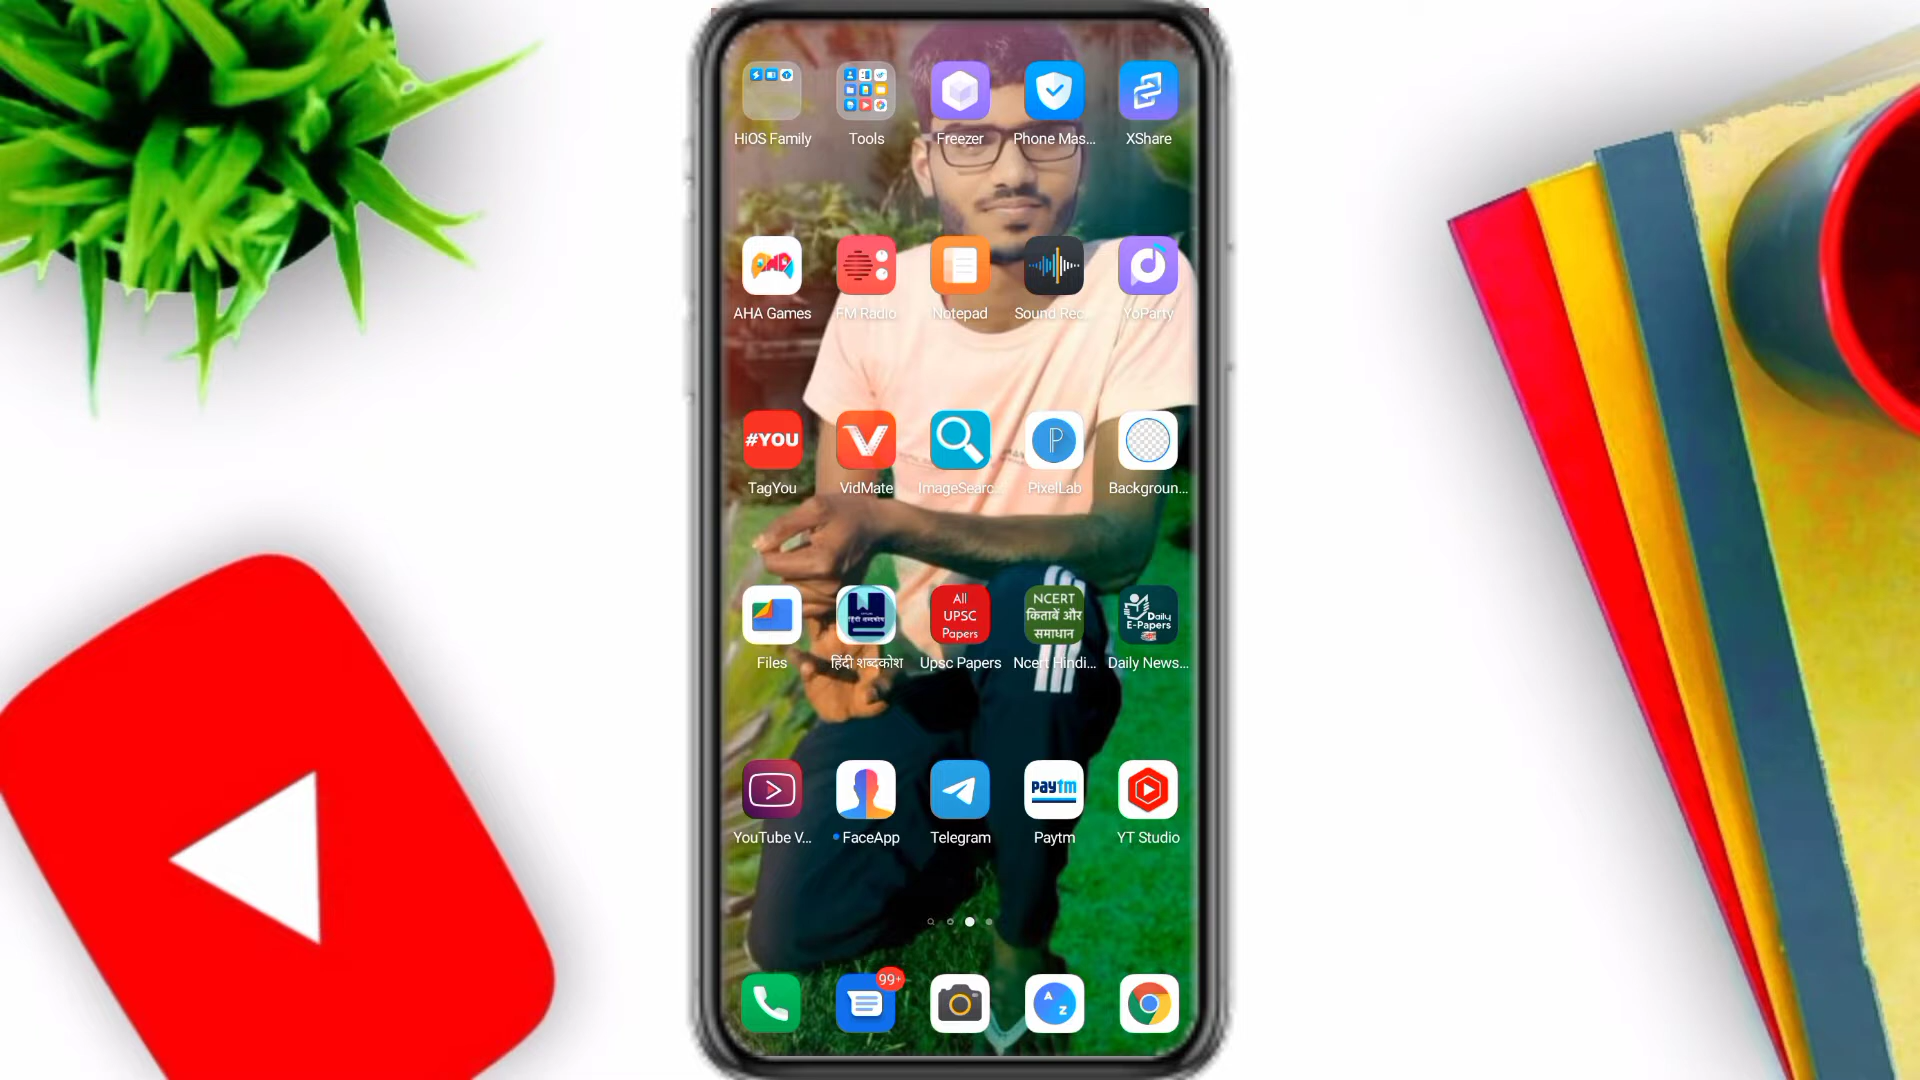 HiOS Family Tools Freezer Phone Mas... XShare
AHA Games FM Radio Notepad Sound Rec... YoParty
#YOU
TagYou VidMate ImageSearc... PixelLab Backgroun...
हिंदी शब्दकोश
All
UPSC
Papers
NCERT
किताबें और
समाधान
Daily
E-Papers
Files हिंदी शब्दकोश Upsc Papers Ncert Hindi... Daily News...
paytm
YouTube V... FaceApp Telegram Paytm YT Studio
99+
A
Z